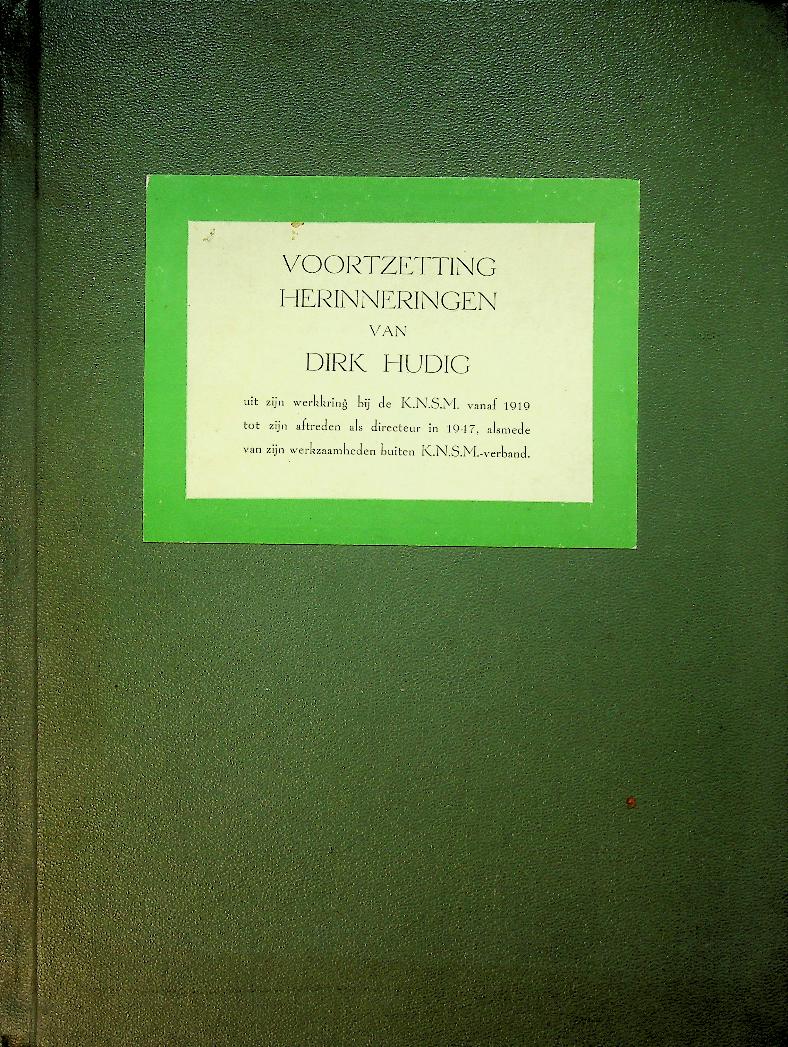 VOORTZETTING
HERINNERINGEN
VAN
DIRK HUDIG
uit zijn werkkring bij de K.N.S.M. vanaf 1919
tot zijn aftreden als directeur in 1947, alsmede
van zijn werkzaamheden buiten K.N.S.M.-verband.